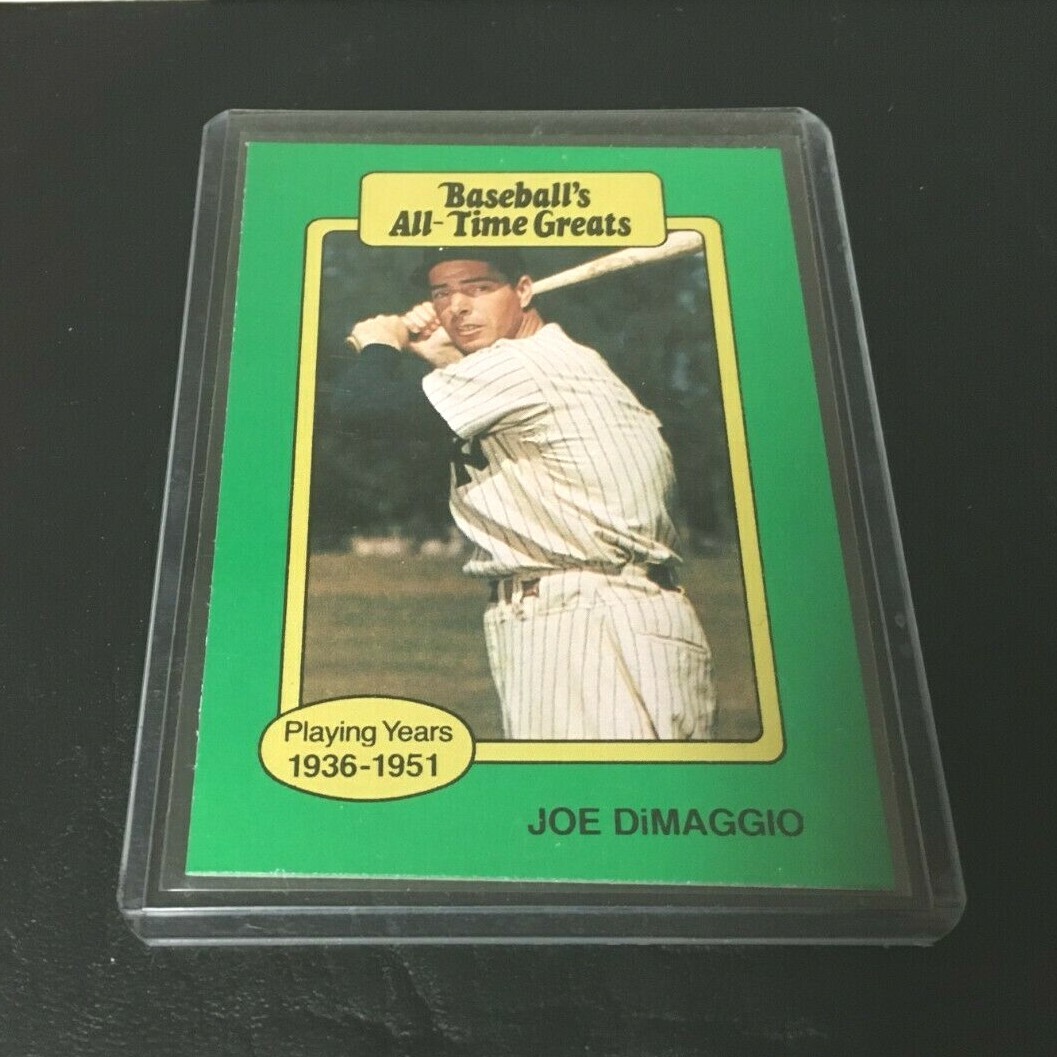 Baseball's
All-Time Greats
Playing Years
1936-1951
JOE DiMAGGIO